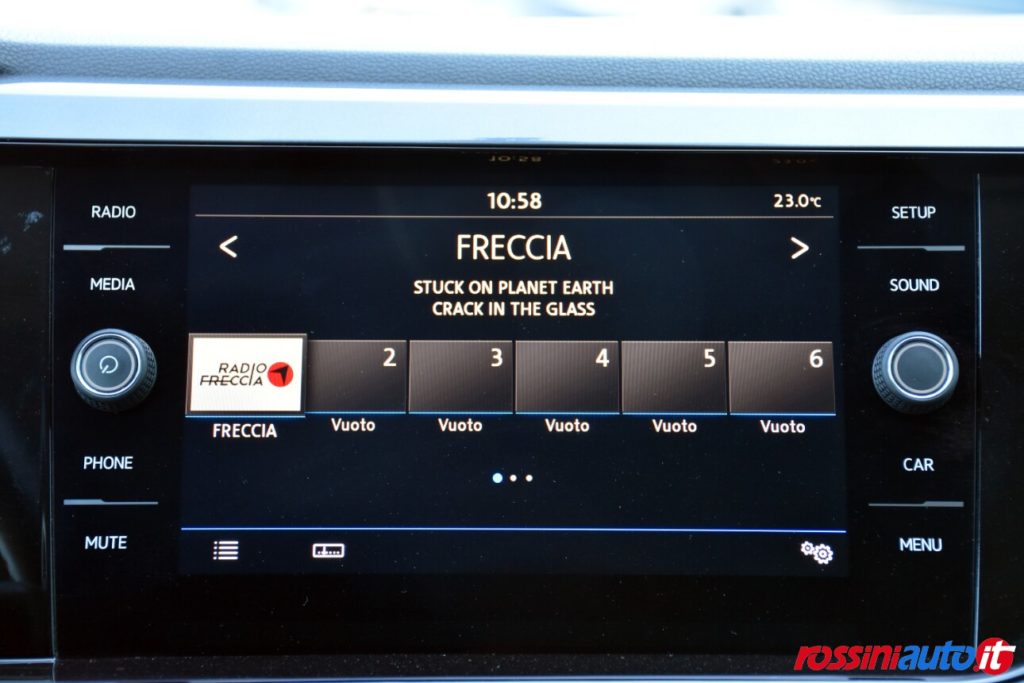 RADIO
MEDIA
PHONE
MUTE
10:58
23.0°C
< FRECCIA >
STUCK ON PLANET EARTH
CRACK IN THE GLASS
RADIO
FRECCIA
2
3
4
5
6
FRECCIA
Vuoto
Vuoto
Vuoto
Vuoto
Vuoto
SETUP
SOUND
CAR
MENU
rossiniauto.it